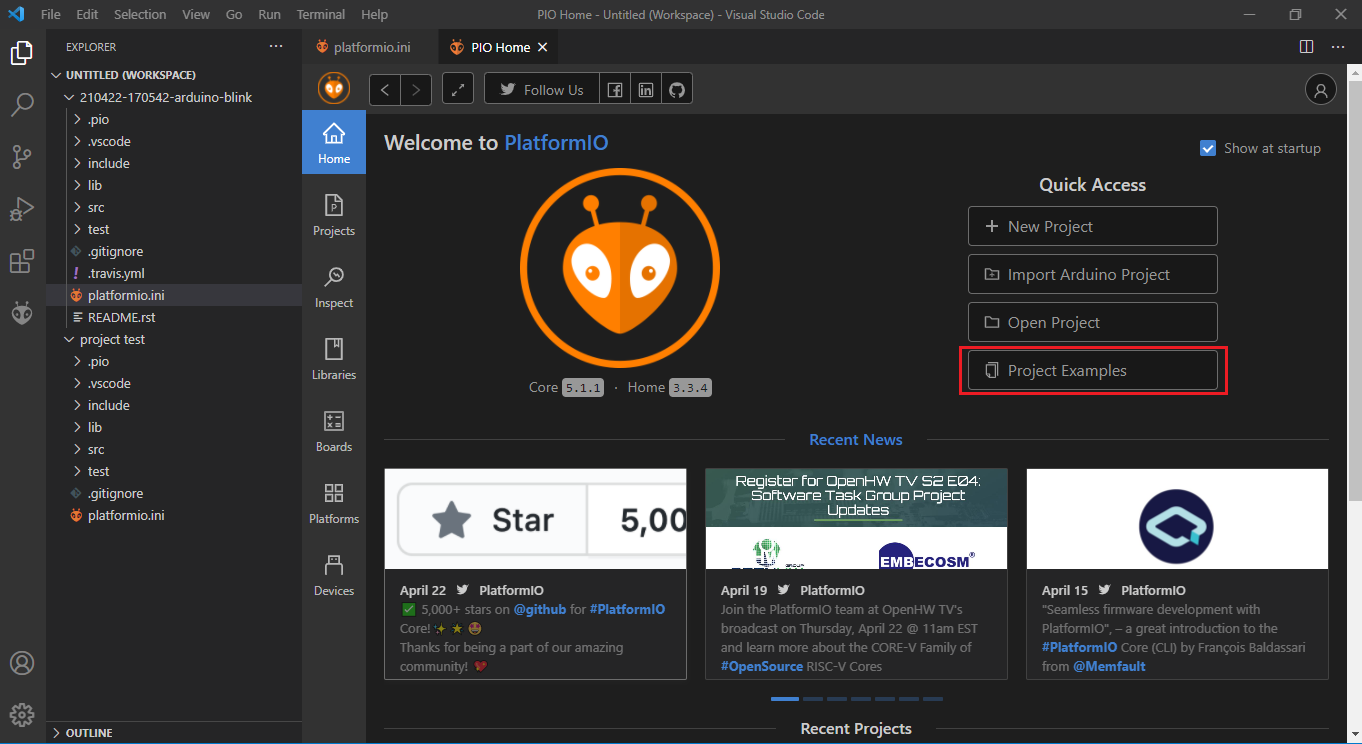 File Edit Selection View Go Run Terminal Help
PIO Home - Untitled (Workspace) - Visual Studio Code
EXPLORER
UNTITLED (WORKSPACE)
210422-170542-arduino-blink
.pio
.vscode
include
lib
src
test
.gitignore
.travis.yml
platformio.ini
README.rst
project test
.pio
.vscode
include
lib
src
test
.gitignore
platformio.ini
OUTLINE
platformio.ini
PIO Home
Follow Us
Home
Projects
Inspect
Libraries
Boards
Platforms
Devices
Welcome to PlatformIO
Show at startup
Quick Access
New Project
Import Arduino Project
Open Project
Project Examples
Core 5.1.1 · Home 3.3.4
Recent News
Star 5,00
April 22 PlatformIO
5,000+ stars on @github for #PlatformIO
Core!
Thanks for being a part of our amazing
community!
Register for OpenHW TV S2 E04:
Software Task Group Project
Updates
EMBECOSM®
April 19 PlatformIO
Join the PlatformIO team at OpenHW TV's
broadcast on Thursday, April 22 @ 11am EST
and learn more about the CORE-V Family of
#OpenSource RISC-V Cores
April 15 PlatformIO
"Seamless firmware development with
PlatformIO", – a great introduction to the
#PlatformIO Core (CLI) by François Baldassari
from @Memfault
Recent Projects